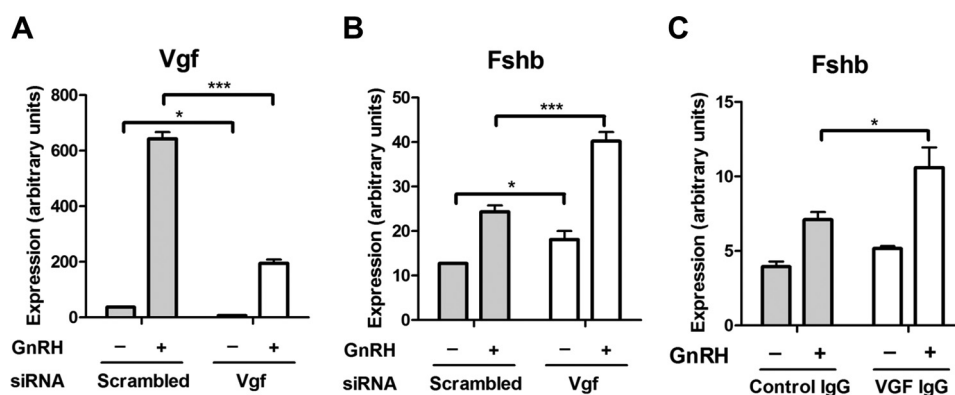 A
Vgf
Expression (arbitrary units)
800
600
400
200
0
*
***
GnRH − + − +
siRNA Scrambled Vgf
B
Fshb
Expression (arbitrary units)
50
40
30
20
10
0
*
***
GnRH − + − +
siRNA Scrambled Vgf
C
Fshb
Expression (arbitrary units)
15
10
5
0
*
GnRH − + − +
Control IgG VGF IgG